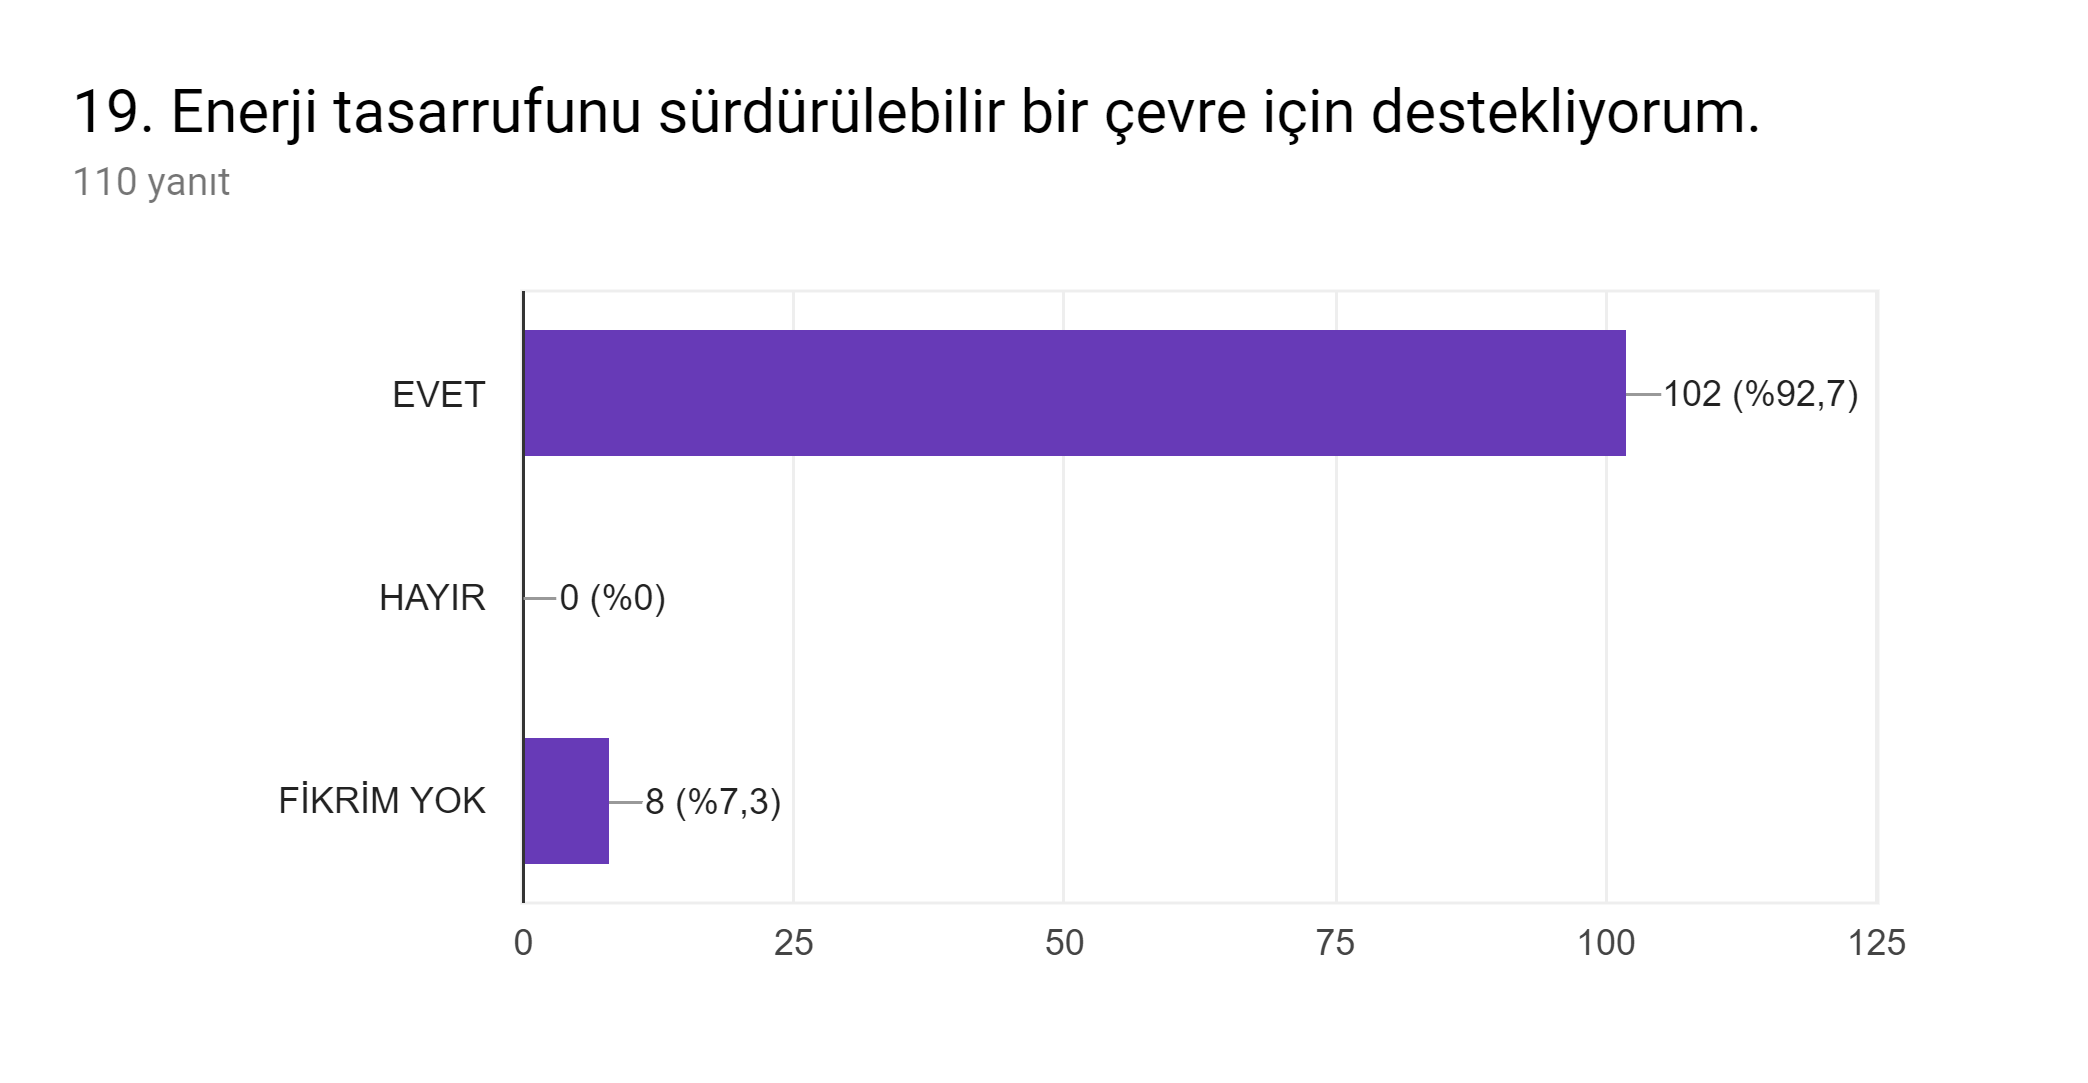 19. Enerji tasarrufunu sürdürülebilir bir çevre için destekliyorum.
110 yanıt
EVET
102 (%92,7)
HAYIR
0 (%0)
FİKRİM YOK
8 (%7,3)
0 25 50 75 100 125